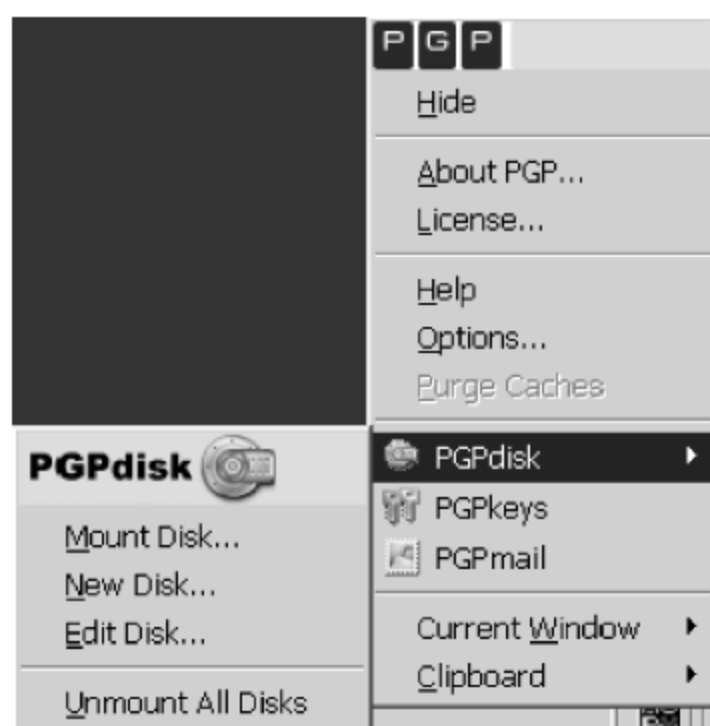 PGP
Hide
About PGP...
License...
Help
Options...
Purge Caches
PGPdisk
PGPkeys
PGPmail
Current Window
Clipboard
PGPdisk
Mount Disk...
New Disk...
Edit Disk...
Unmount All Disks